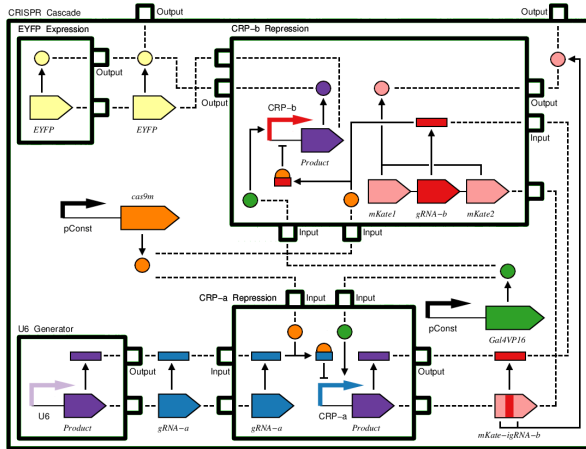 CRISPR Cascade
Output
Output
EYFP Expression
CRP-b Repression
Output
Output
CRP-b
EYFP
EYFP
Product
cas9m
mKate1
gRNA-b
mKate2
pConst
Input
Input
CRP-a Repression
Input
Input
U6 Generator
pConst
Gal4VP16
Output
Input
Output
U6
CRP-a
Product
gRNA-a
gRNA-a
Product
mKate-igRNA-b